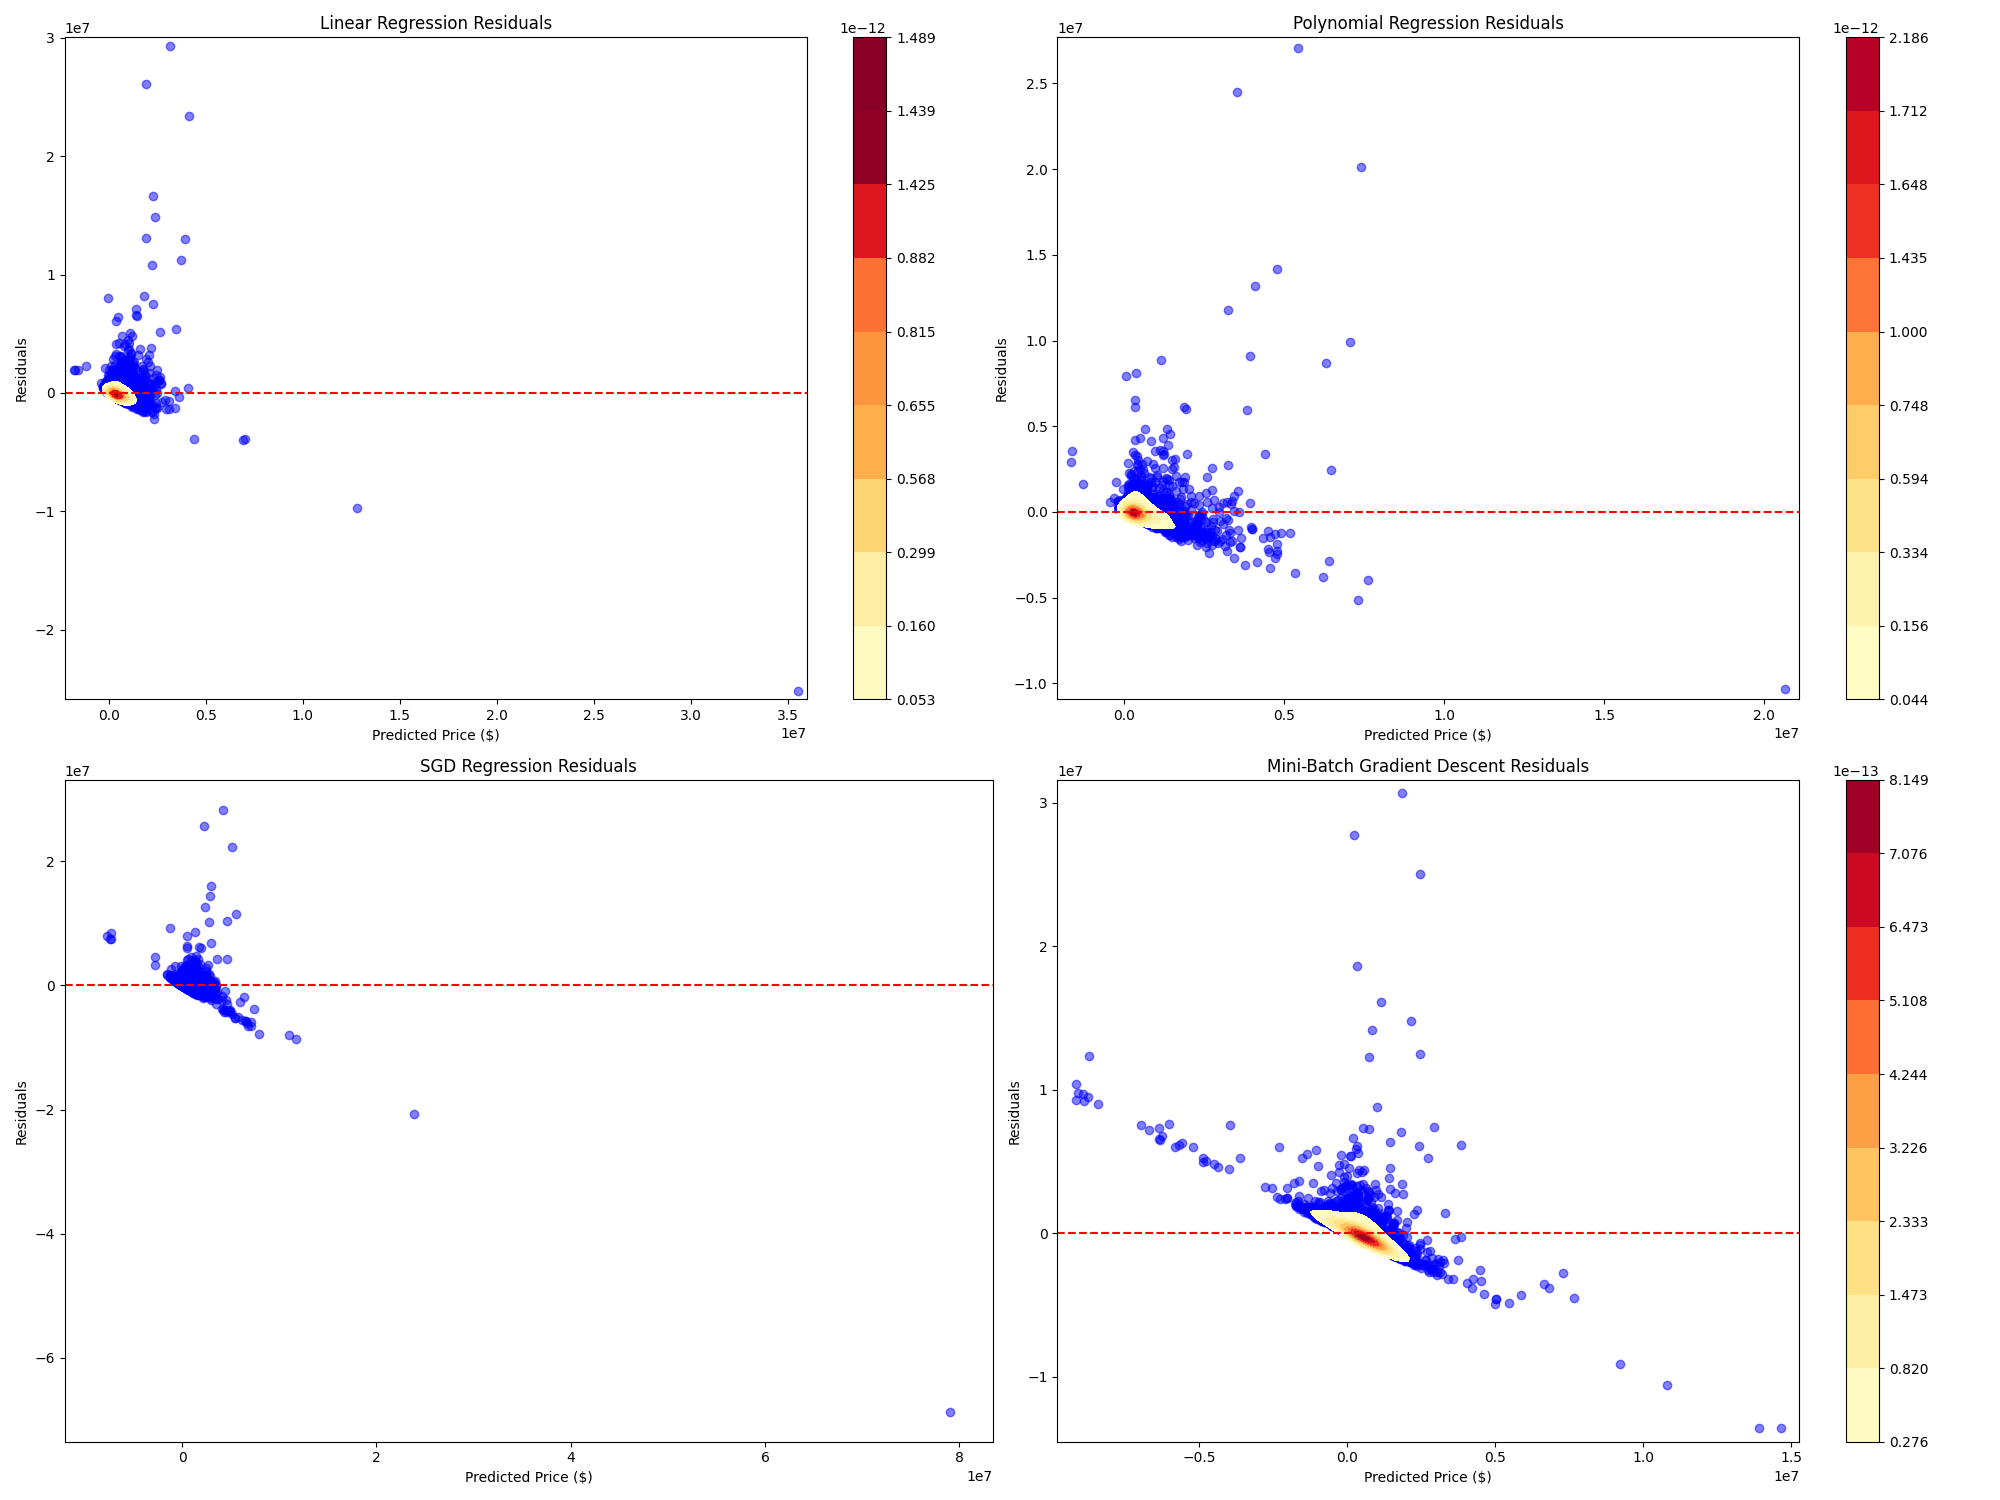 Linear Regression Residuals
1e7
3
2
1
0
−1
−2
Residuals
0.0 0.5 1.0 1.5 2.0 2.5 3.0 3.5
1e7
Predicted Price ($)
1e−12
1.489
1.439
1.425
0.882
0.815
0.655
0.568
0.299
0.160
0.053
Polynomial Regression Residuals
1e7
2.5
2.0
1.5
1.0
0.5
0.0
−0.5
−1.0
Residuals
0.0 0.5 1.0 1.5 2.0
1e7
Predicted Price ($)
1e−12
2.186
1.712
1.648
1.435
1.000
0.748
0.594
0.334
0.156
0.044
SGD Regression Residuals
1e7
2
0
−2
−4
−6
Residuals
0 2 4 6 8
1e7
Predicted Price ($)
Mini-Batch Gradient Descent Residuals
1e7
3
2
1
0
−1
Residuals
−0.5 0.0 0.5 1.0 1.5
1e7
Predicted Price ($)
1e−13
8.149
7.076
6.473
5.108
4.244
3.226
2.333
1.473
0.820
0.276